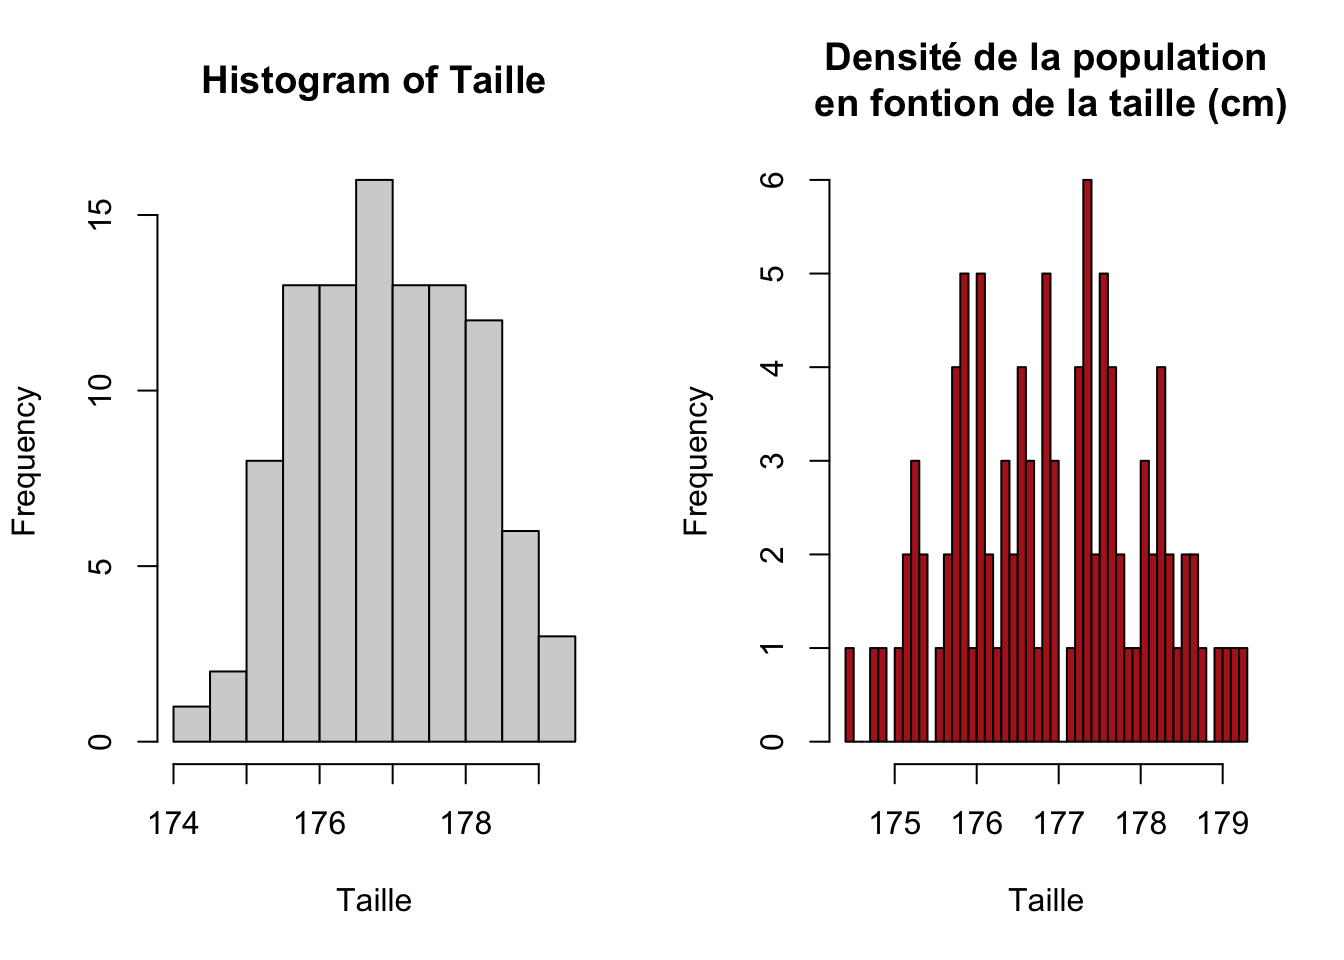 Histogram of Taille
Frequency
0
5
10
15
174
176
178
Taille
Densité de la population
en fontion de la taille (cm)
Frequency
0
1
2
3
4
5
6
175
176
177
178
179
Taille